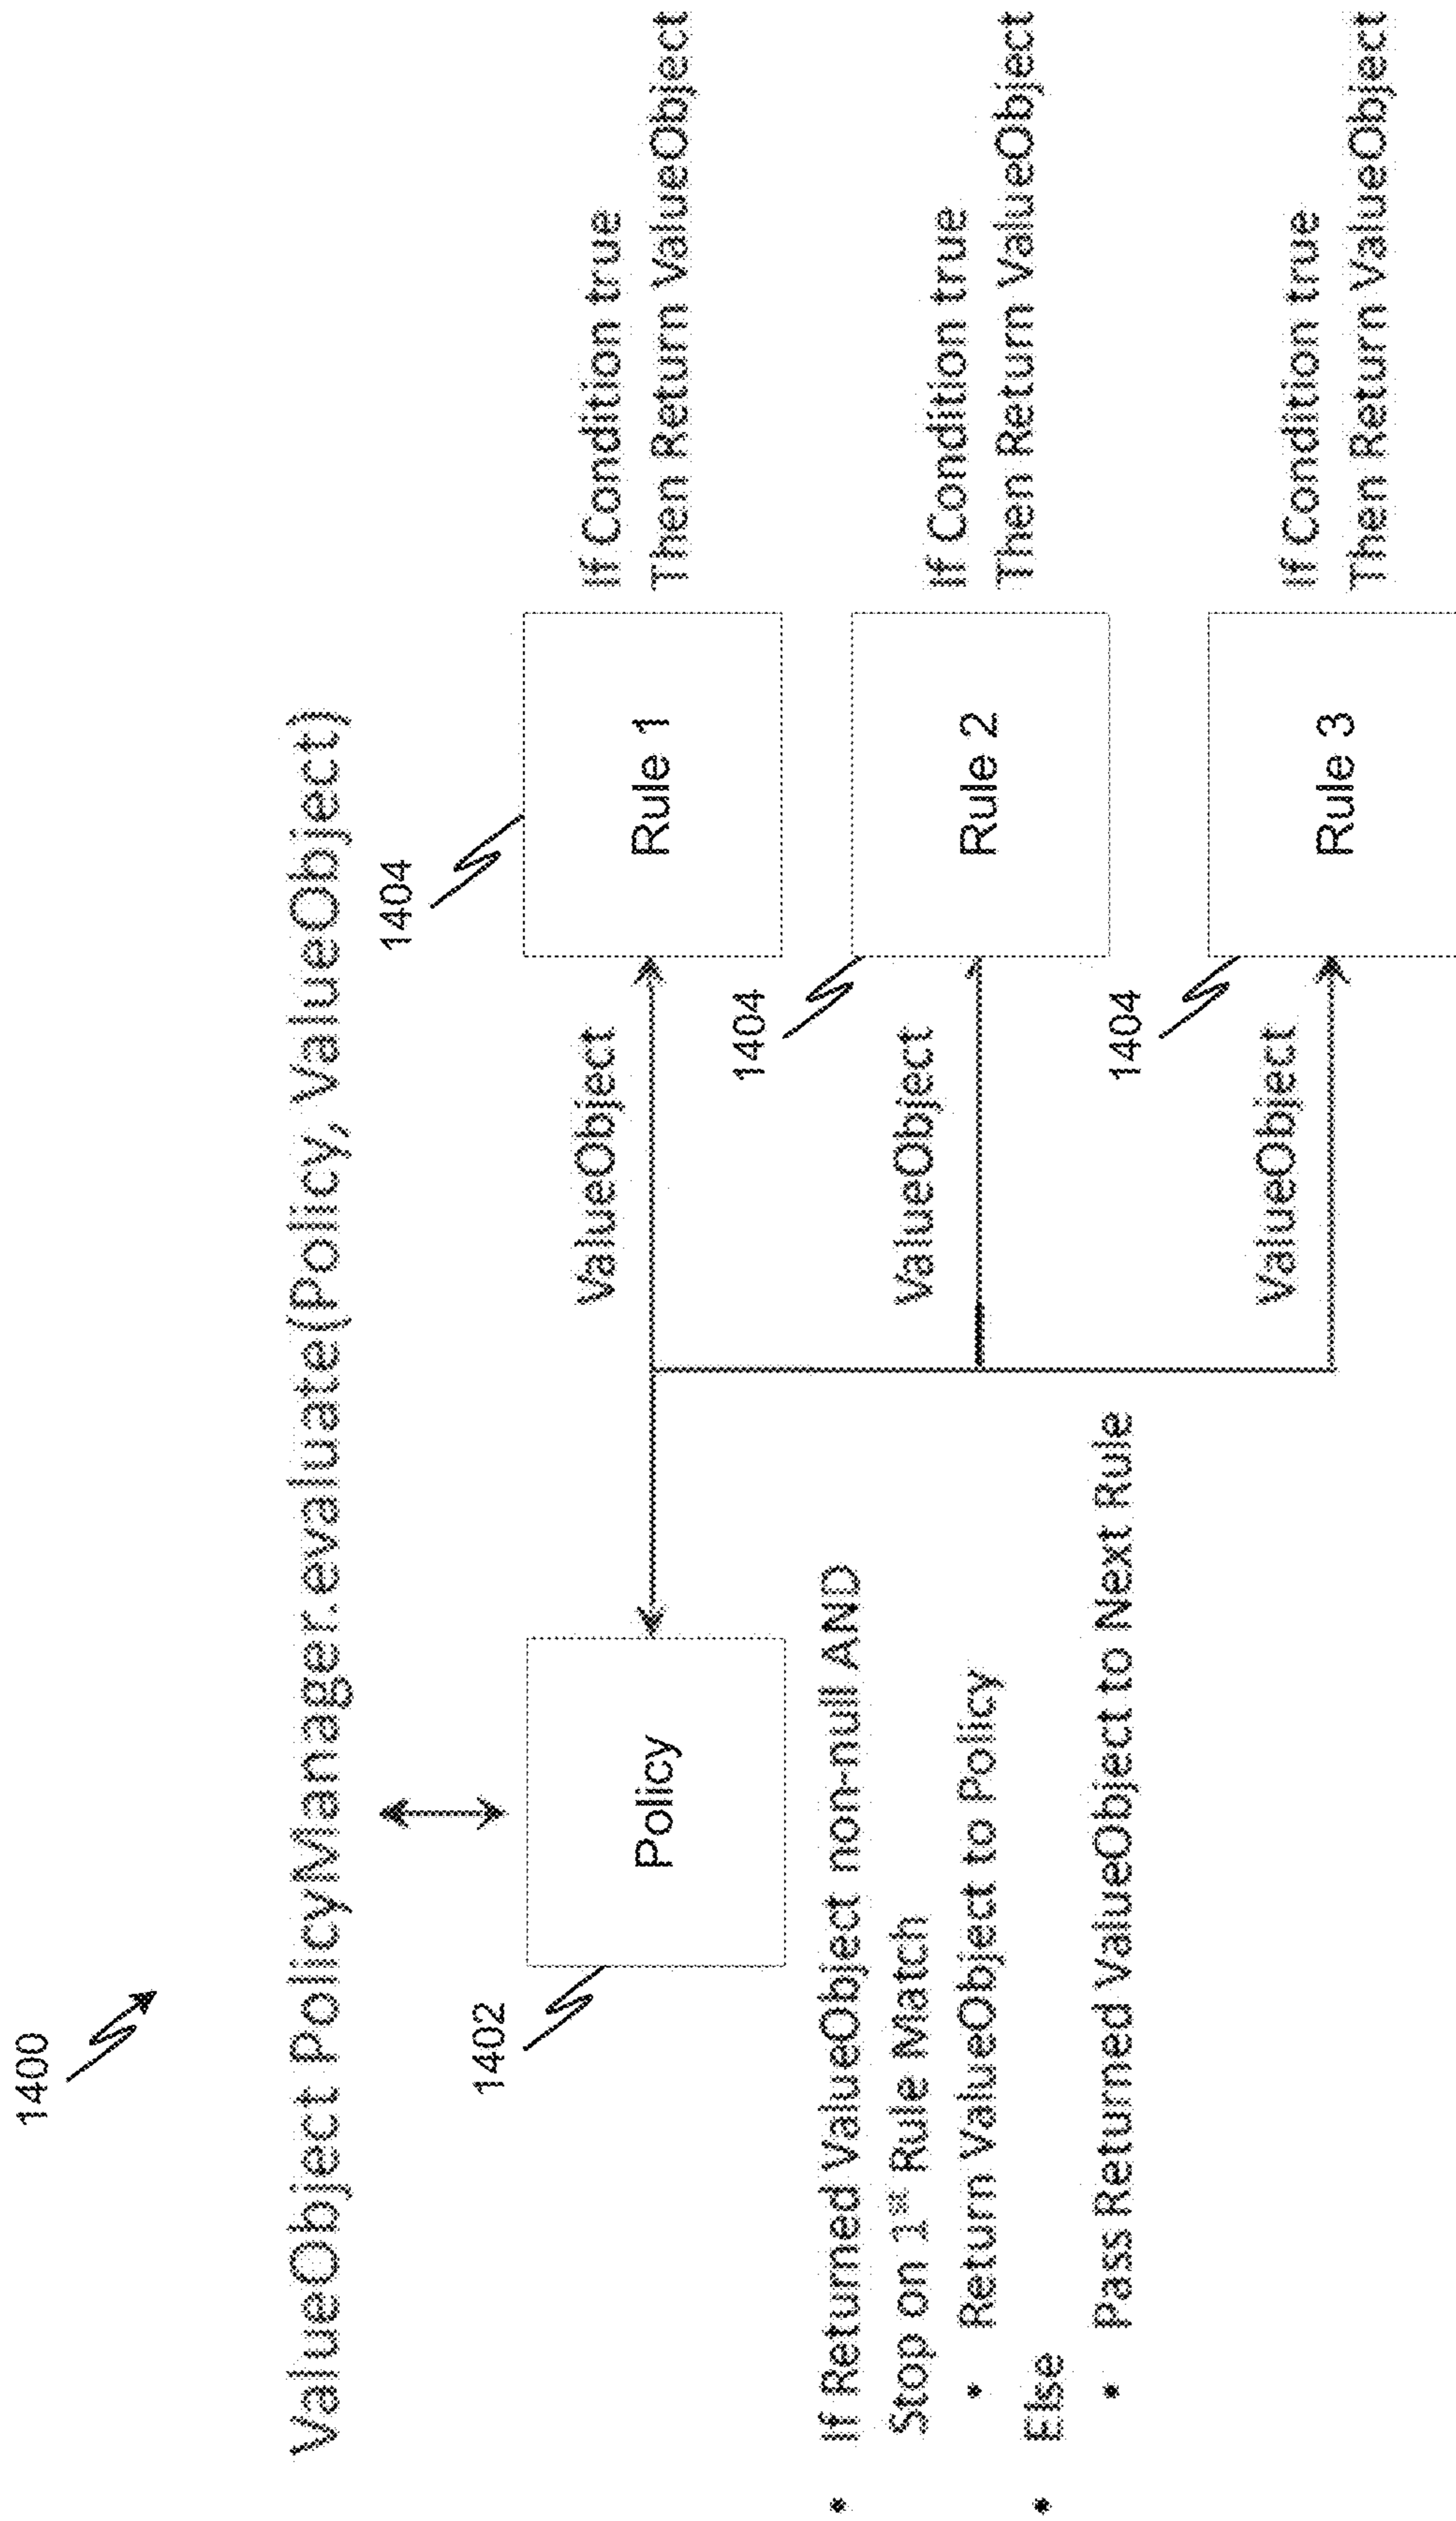 1400
ValueObject PolicyManager.evaluate(Policy, ValueObject)
1402
Policy
ValueObject
1404
Rule 1
If Condition true
Then Return ValueObject
ValueObject
1404
Rule 2
If Condition true
Then Return ValueObject
ValueObject
1404
Rule 3
If Condition true
Then Return ValueObject
• If Returned ValueObject non-null AND
Stop on 1st Rule Match
• Return ValueObject to Policy
• Else
• Pass Returned ValueObject to Next Rule